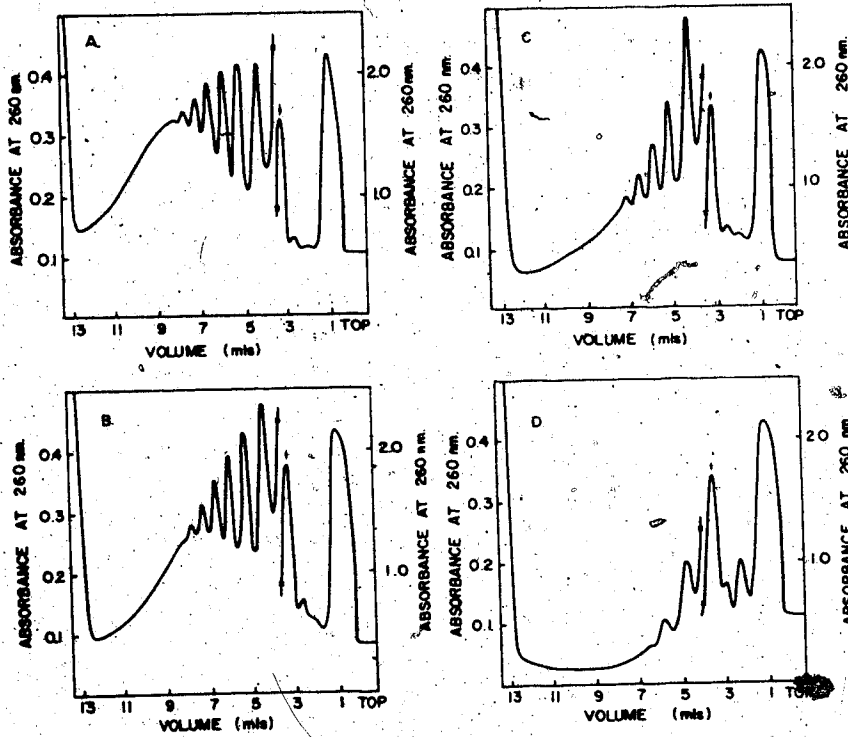 A.
ABSORBANCE AT 260 nm.
0.4
0.3
0.2
0.1
2.0
1.0
ABSORBANCE AT 260 nm.
13 11 9 7 5 3 1 TOP
VOLUME (mls)
C
ABSORBANCE AT 260 nm.
0.4
0.3
0.2
0.1
2.0
1.0
ABSORBANCE AT 260 nm.
13 11 9 7 5 3 1 TOP
VOLUME (mls)
B.
ABSORBANCE AT 260 nm.
0.4
0.3
0.2
0.1
2.0
1.0
ABSORBANCE AT 260 nm.
13 11 9 7 5 3 1 TOP
VOLUME (mls)
D.
ABSORBANCE AT 260 nm.
0.4
0.3
0.2
0.1
2.0
1.0
ABSORBANCE AT 260 nm.
13 11 9 7 5 3 1
VOLUME (mls)